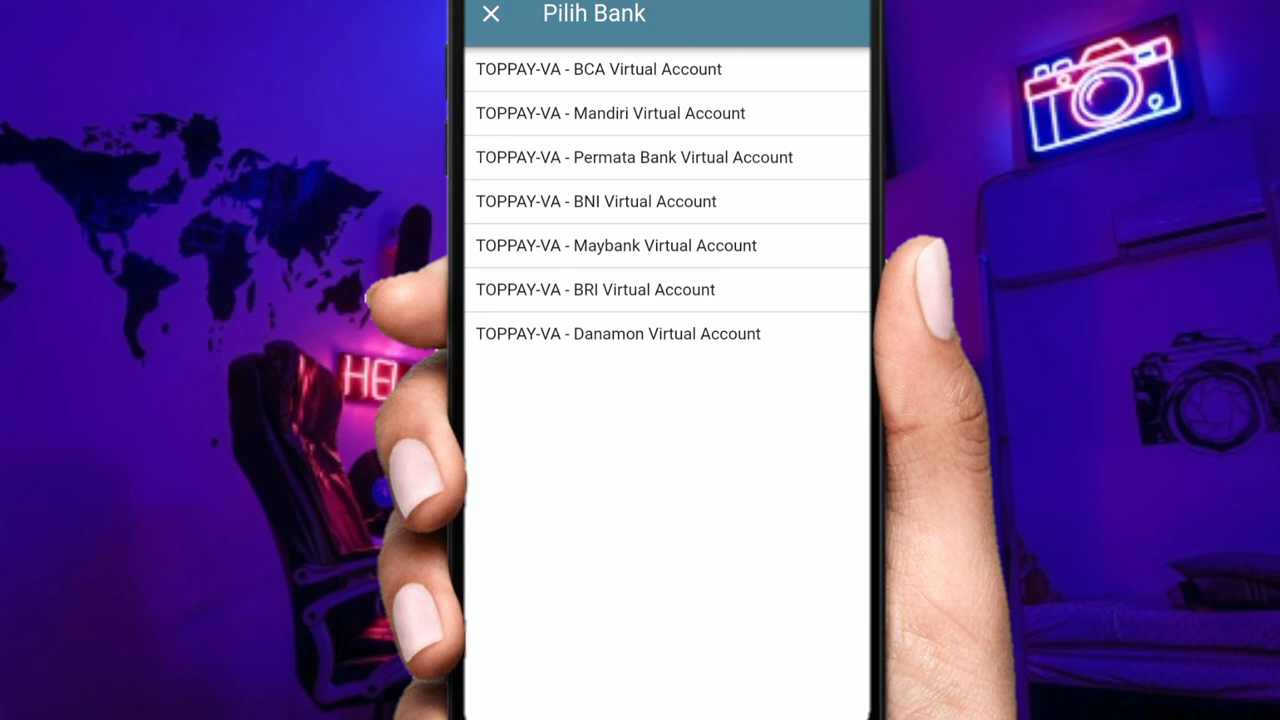 Pilih Bank
TOPPAY-VA - BCA Virtual Account
TOPPAY-VA - Mandiri Virtual Account
TOPPAY-VA - Permata Bank Virtual Account
TOPPAY-VA - BNI Virtual Account
TOPPAY-VA - Maybank Virtual Account
TOPPAY-VA - BRI Virtual Account
TOPPAY-VA - Danamon Virtual Account